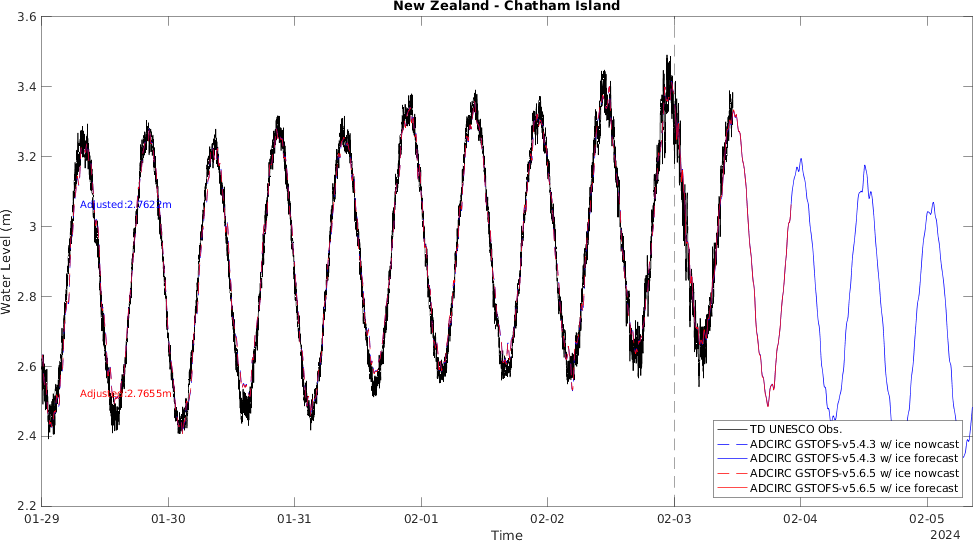 New Zealand - Chatham Island
3.6
3.4
3.2
3
2.8
2.6
2.4
2.2
Water Level (m)
Adjusted:2.7622m
Adjusted:2.7655m
TD UNESCO Obs.
ADCIRC GSTOFS-v5.4.3 w/ ice nowcast
ADCIRC GSTOFS-v5.4.3 w/ ice forecast
ADCIRC GSTOFS-v5.6.5 w/ ice nowcast
ADCIRC GSTOFS-v5.6.5 w/ ice forecast
01-29 01-30 01-31 02-01 02-02 02-03 02-04 02-05
Time
2024